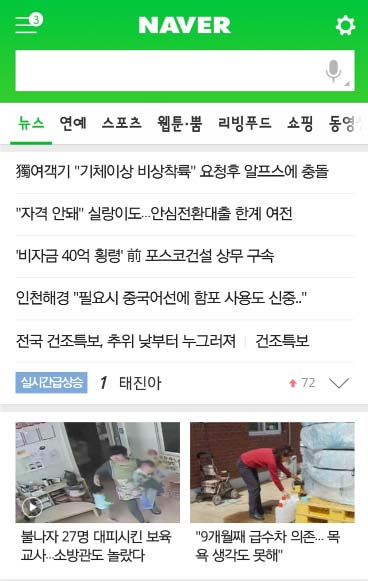 3
NAVER
뉴스 연예 스포츠 웹툰·뿜 리빙푸드 쇼핑 동영
獨여객기 "기체이상 비상착륙" 요청후 알프스에 충돌
"자격 안돼" 실랑이도…안심전환대출 한계 여전
'비자금 40억 횡령' 前 포스코건설 상무 구속
인천해경 "필요시 중국어선에 함포 사용도 신중.."
전국 건조특보, 추위 낮부터 누그러져 | 건조특보
실시간급상승 1 태진아 72
불나자 27명 대피시킨 보육
교사…소방관도 놀랐다
"9개월째 급수차 의존… 목
욕 생각도 못해"